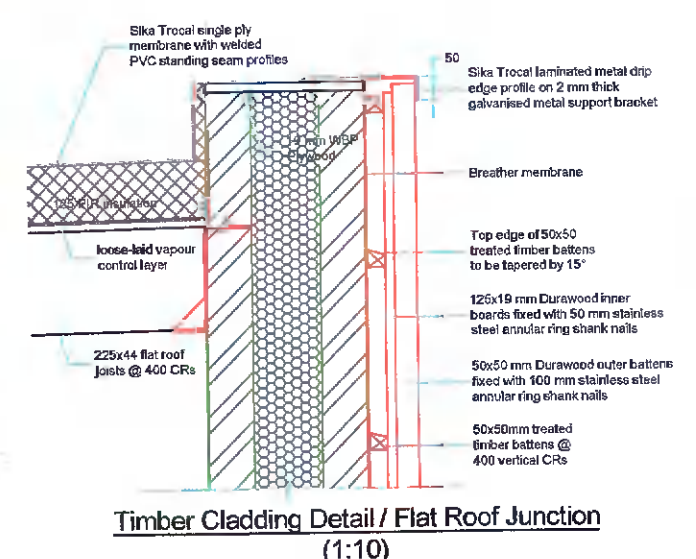 Sika Trocal single ply
membrane with welded
PVC standing seam profiles
50
Sika Trocal laminated metal drip
edge profile on 2 mm thick
galvanised metal support bracket
mm WBP
Plywood
Breather membrane
PIR insulation
loose-laid vapour
control layer
Top edge of 50x50
treated timber battens
to be tapered by 15°
125x19 mm Durawood inner
boards fixed with 50 mm stainless
steel annular ring shank nails
225x44 flat roof
joists @ 400 CRs
50x50 mm Durawood outer battens
fixed with 100 mm stainless steel
annular ring shank nails
50x50mm treated
timber battens @
400 vertical CRs
Timber Cladding Detail / Flat Roof Junction
(1:10)